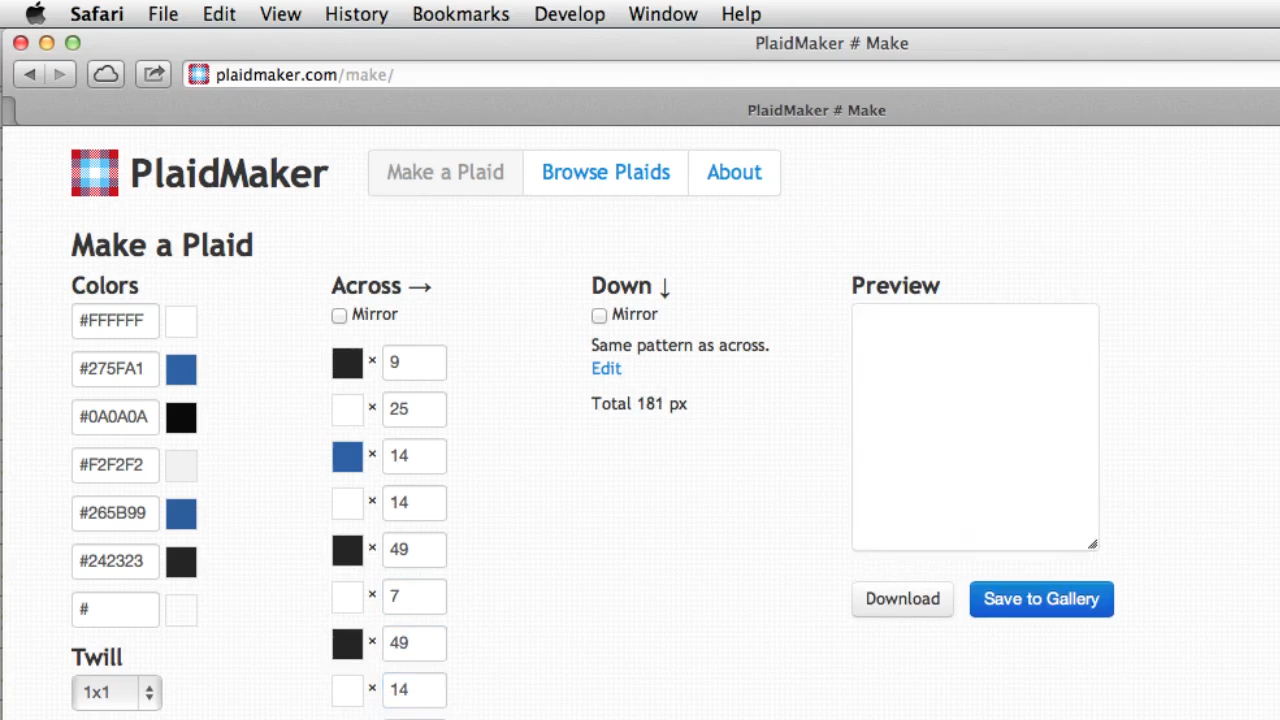 Safari File Edit View History Bookmarks Develop Window Help
PlaidMaker # Make
plaidmaker.com/make/
PlaidMaker # Make
PlaidMaker Make a Plaid Browse Plaids About
Make a Plaid
Colors
#FFFFFF
#275FA1
#0A0A0A
#F2F2F2
#265B99
#242323
#
Twill
1x1
Across →
Mirror
× 9
× 25
× 14
× 14
× 49
× 7
× 49
× 14
Down ↓
Mirror
Same pattern as across.
Edit
Total 181 px
Preview
Download Save to Gallery